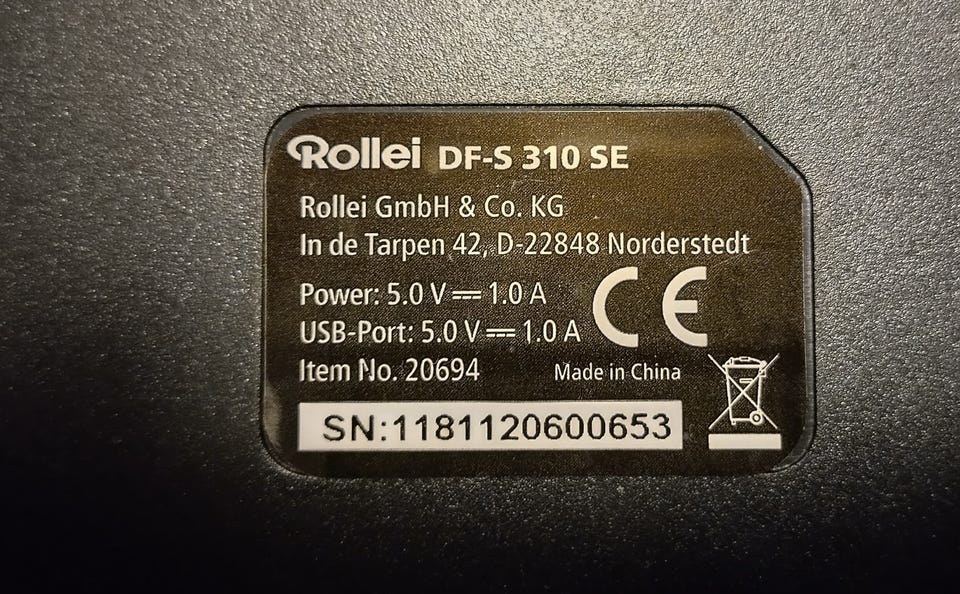 Rollei DF-S 310 SE
Rollei GmbH & Co. KG
In de Tarpen 42, D-22848 Norderstedt
Power: 5.0 V ⎓ 1.0 A
USB-Port: 5.0 V ⎓ 1.0 A
CE
Item No. 20694
Made in China
SN:1181120600653